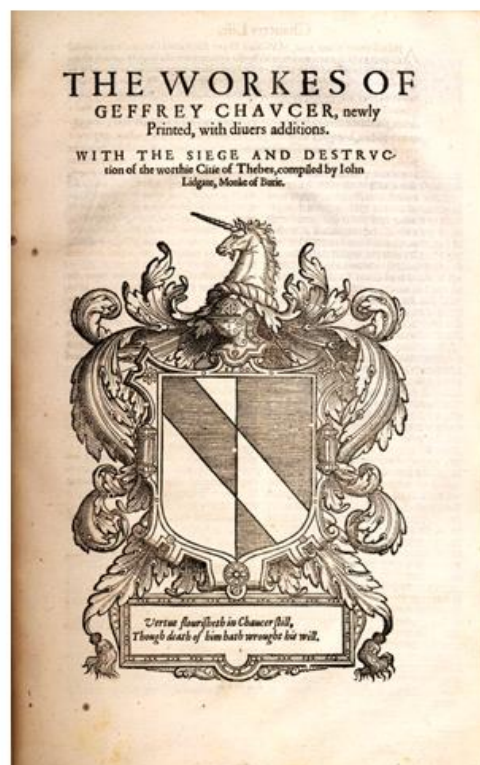 THE WORKES OF
GEFFREY CHAVCER, newly
Printed, with diuers additions.
WITH THE SIEGE AND DESTRVC-
tion of the worthie Citie of Thebes, compiled by Iohn
Lidgate, Monke of Burie.
Vertue flourisheth in Chaucer still,
Though death of him hath wrought his will.